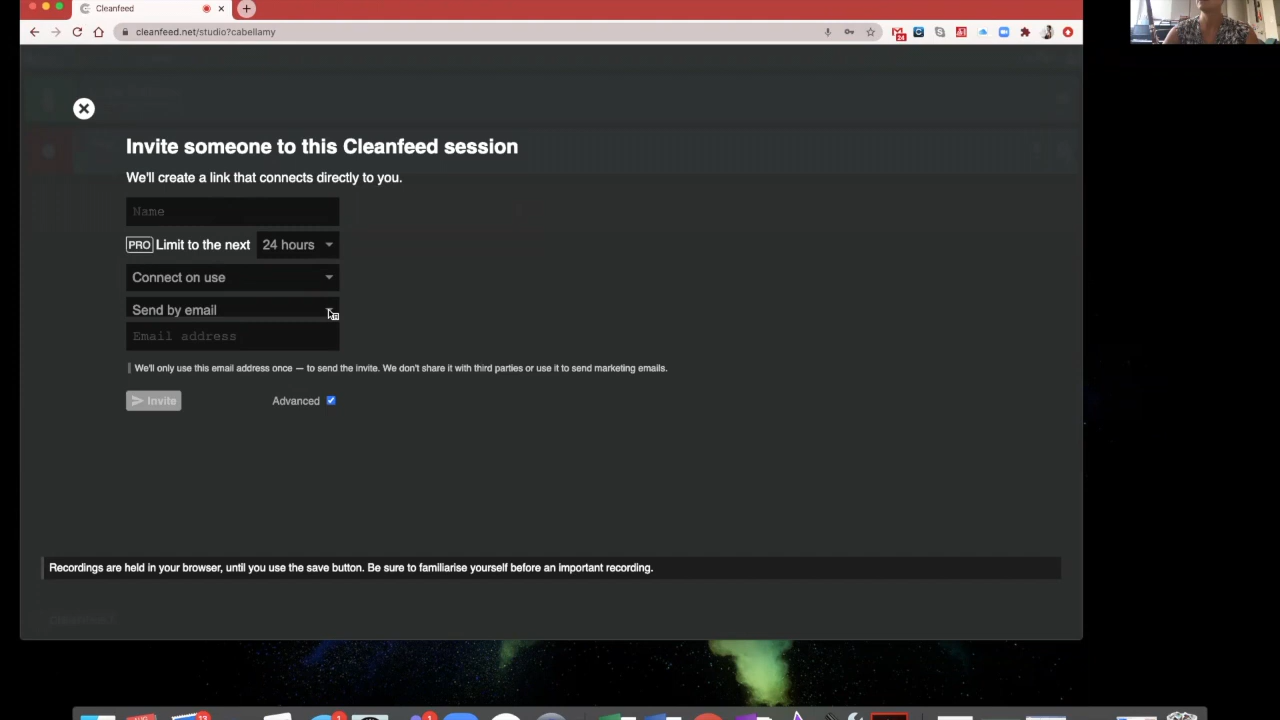 Cleanfeed
cleanfeed.net/studio?cabellamy
24
Invite someone to this Cleanfeed session
We'll create a link that connects directly to you.
Name
PRO Limit to the next 24 hours
Connect on use
Send by email
Email address
We'll only use this email address once — to send the invite. We don't share it with third parties or use it to send marketing emails.
Invite Advanced
Recordings are held in your browser, until you use the save button. Be sure to familiarise yourself before an important recording.
13 1 1